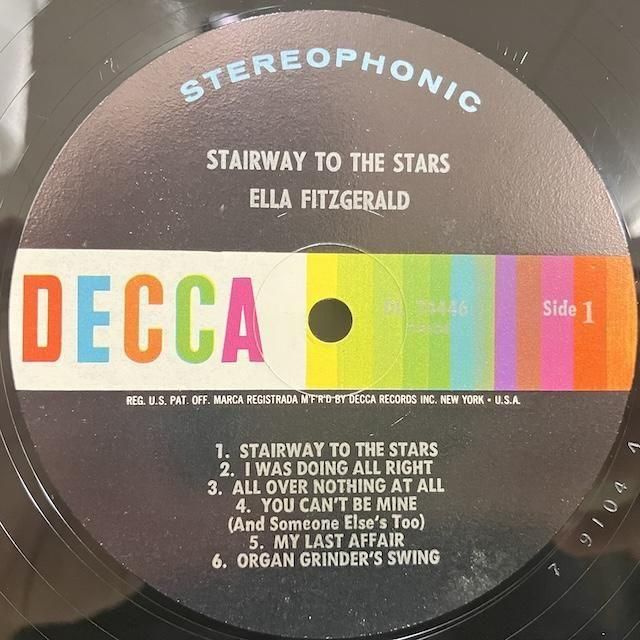 STEREOPHONIC
STAIRWAY TO THE STARS
ELLA FITZGERALD
DECCA
DL 74446
Side 1
REG. U.S. PAT. OFF. MARCA REGISTRADA M'F'R'D BY DECCA RECORDS INC. NEW YORK • U.S.A.
1. STAIRWAY TO THE STARS
2. I WAS DOING ALL RIGHT
3. ALL OVER NOTHING AT ALL
4. YOU CAN'T BE MINE
(And Someone Else's Too)
5. MY LAST AFFAIR
6. ORGAN GRINDER'S SWING